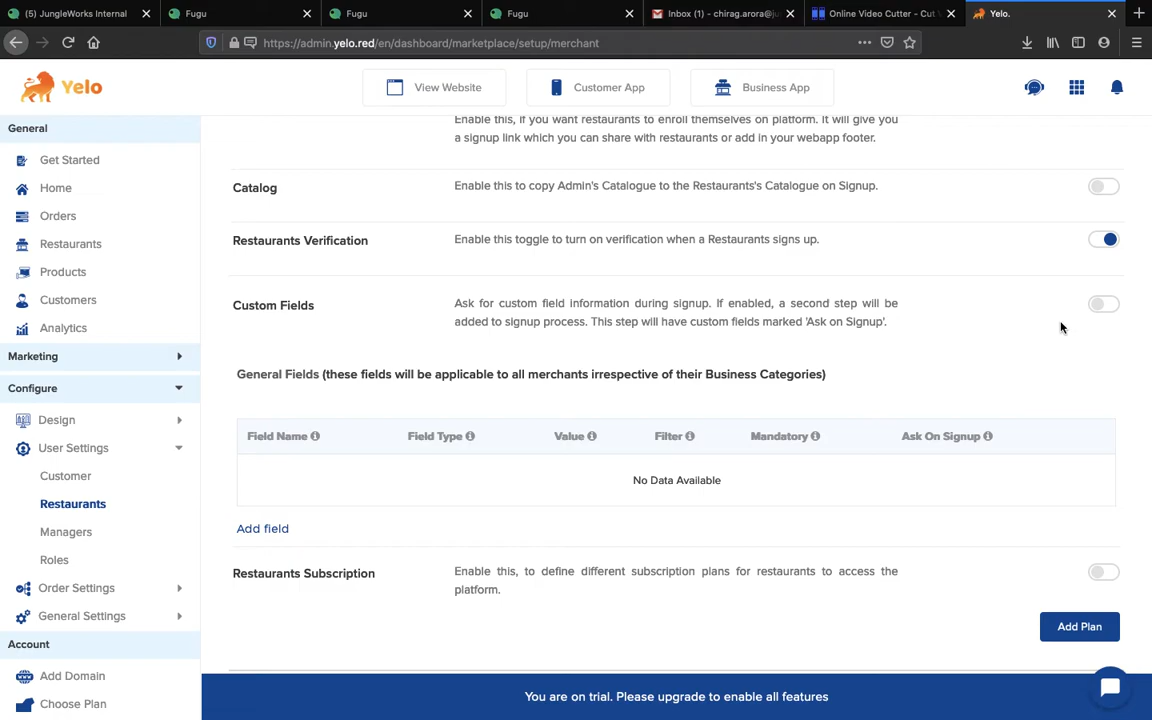 (5) JungleWorks Internal
Fugu
Fugu
Fugu
Inbox (1) - chirag.arora@ju
Online Video Cutter - Cut V
Yelo.
https://admin.yelo.red/en/dashboard/marketplace/setup/merchant
Yelo
View Website
Customer App
Business App
General
Get Started
Home
Orders
Restaurants
Products
Customers
Analytics
Marketing
Configure
Design
User Settings
Customer
Restaurants
Managers
Roles
Order Settings
General Settings
Account
Add Domain
Choose Plan
Enable this, if you want restaurants to enroll themselves on platform. It will give you
a signup link which you can share with restaurants or add in your webapp footer.
Catalog
Enable this to copy Admin's Catalogue to the Restaurants's Catalogue on Signup.
Restaurants Verification
Enable this toggle to turn on verification when a Restaurants signs up.
Custom Fields
Ask for custom field information during signup. If enabled, a second step will be
added to signup process. This step will have custom fields marked 'Ask on Signup'.
General Fields (these fields will be applicable to all merchants irrespective of their Business Categories)
Field Name Field Type Value Filter Mandatory Ask On Signup
No Data Available
Add field
Restaurants Subscription
Enable this, to define different subscription plans for restaurants to access the
platform.
Add Plan
You are on trial. Please upgrade to enable all features